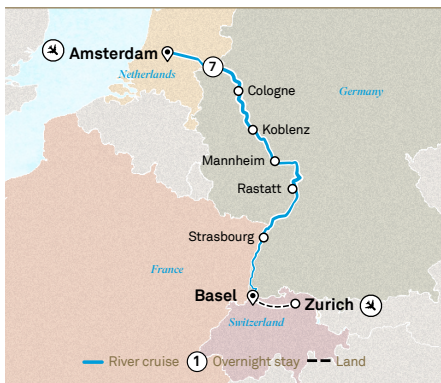 Amsterdam
Netherlands
7
Cologne
Germany
Koblenz
Mannheim
Rastatt
Strasbourg
France
Basel
Zurich
Switzerland
River cruise 1 Overnight stay Land